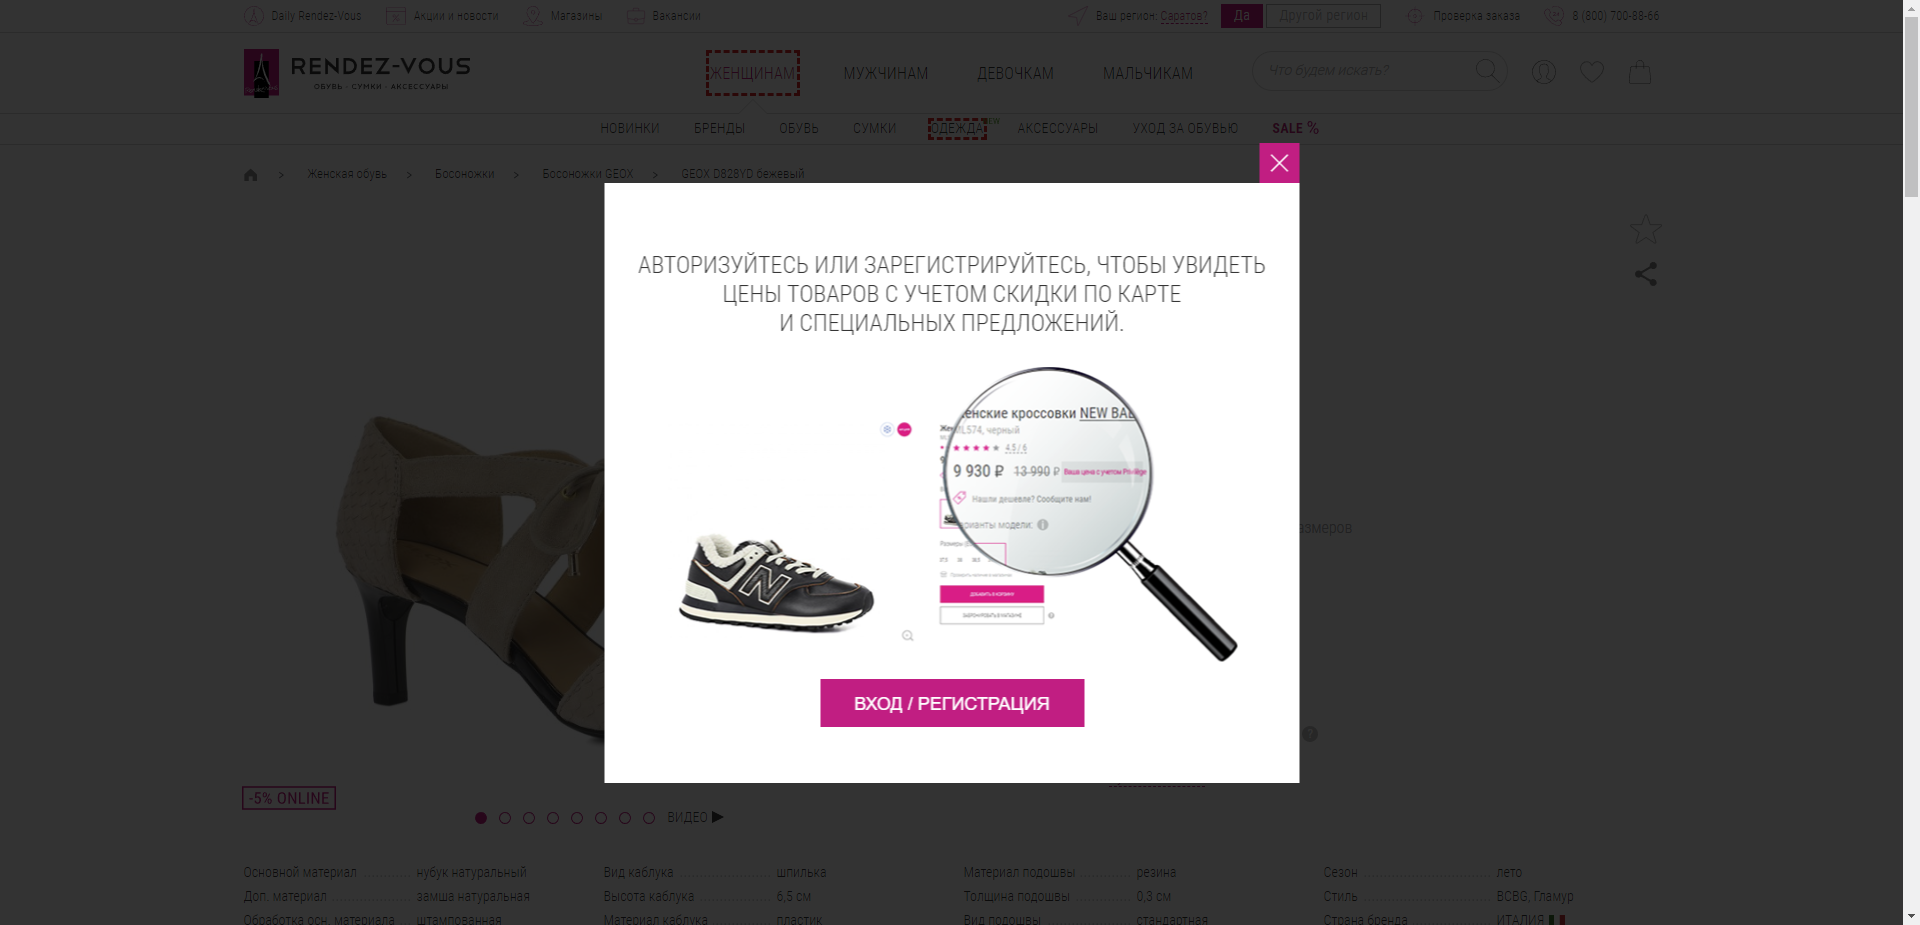 Daily Rendez-Vous
Акции и новости
Магазины
Вакансии
Ваш регион: Саратов?
Да
Другой регион
Проверка заказа
8 (800) 700-88-66
RENDEZ-VOUS
ОБУВЬ · СУМКИ · АКСЕССУАРЫ
ЖЕНЩИНАМ
МУЖЧИНАМ
ДЕВОЧКАМ
МАЛЬЧИКАМ
Что будем искать?
НОВИНКИ
БРЕНДЫ
ОБУВЬ
СУМКИ
ОДЕЖДА
АКСЕССУАРЫ
УХОД ЗА ОБУВЬЮ
SALE %
Женская обувь > Босоножки > Босоножки GEOX > GEOX D828YD бежевый
АВТОРИЗУЙТЕСЬ ИЛИ ЗАРЕГИСТРИРУЙТЕСЬ, ЧТОБЫ УВИДЕТЬ
ЦЕНЫ ТОВАРОВ С УЧЕТОМ СКИДКИ ПО КАРТЕ
И СПЕЦИАЛЬНЫХ ПРЕДЛОЖЕНИЙ.
енские кроссовки NEW BAL
ML574, черный
4.5 / 6
9 930 ₽ 13 990 ₽ Ваша цена с учетом Privilege
Нашли дешевле? Сообщите нам!
рианты модели:
азмеров
ДОБАВИТЬ В КОРЗИНУ
ВХОД / РЕГИСТРАЦИЯ
-5% ONLINE
ВИДЕО
Основной материал нубук натуральный
Вид каблука шпилька
Материал подошвы резина
Сезон лето
Доп. материал замша натуральная
Высота каблука 6,5 см
Толщина подошвы 0,3 см
Стиль BCBG, Гламур
Обработка осн. материала штампованная
Материал каблука пластик
Вид подошвы стандартная
Страна бренда ИТАЛИЯ